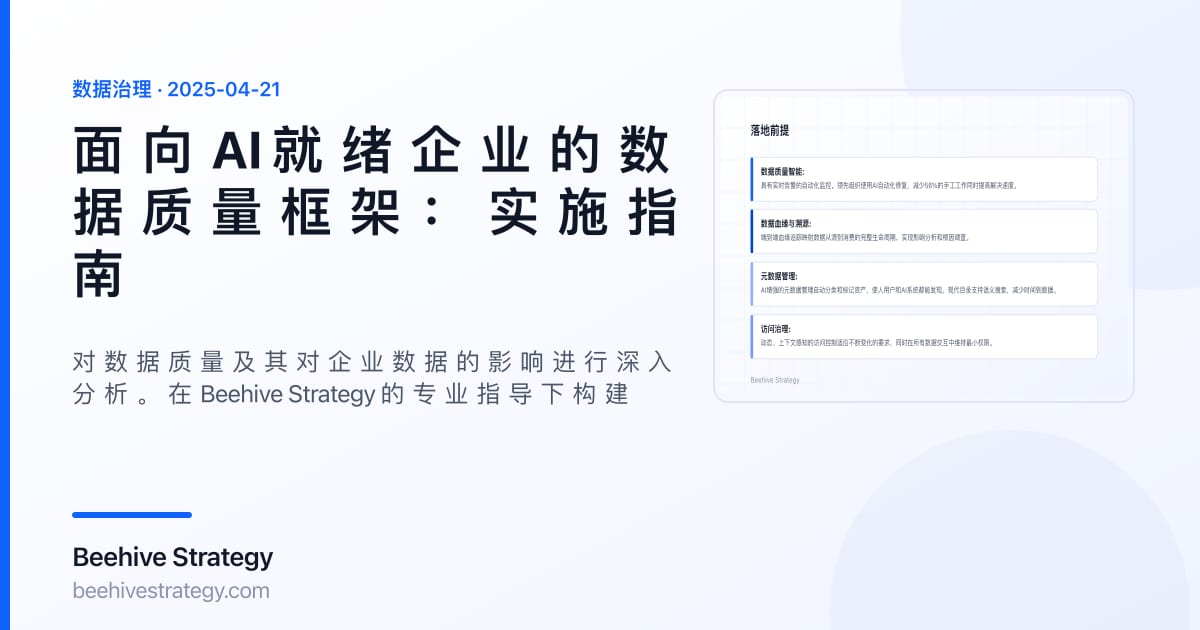 数据治理 · 2025-04-21
面向AI就绪企业的数
据质量框架：实施指
南
对数据质量及其对企业数据的影响进行深入
分析。在 Beehive Strategy 的专业指导下构建
Beehive Strategy
beehivestrategy.com
落地前提
数据质量智能:
具有实时告警的自动化监控。领先组织使用AI自动化修复，减少56%的手工工作同时提高解决速度。
数据血缘与溯源:
端到端血缘追踪映射数据从源到消费的完整生命周期，实现影响分析和根因调查。
元数据管理:
AI增强的元数据管理自动分类和标记资产，使人用户和AI系统都能发现。现代目录支持语义搜索，减少时间到数据。
访问治理:
动态、上下文感知的访问控制适应不断变化的要求，同时在所有数据交互中维持最小权限。
Beehive Strategy